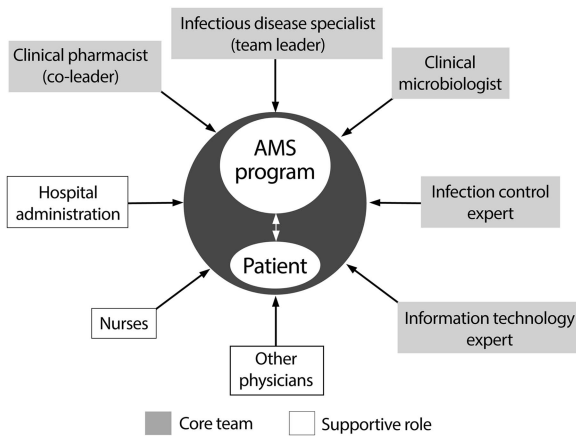 Infectious disease specialist
(team leader)
Clinical pharmacist
(co-leader)
Clinical
microbiologist
AMS
program
Hospital
administration
Infection control
expert
Patient
Nurses
Information technology
expert
Other
physicians
Core team
Supportive role